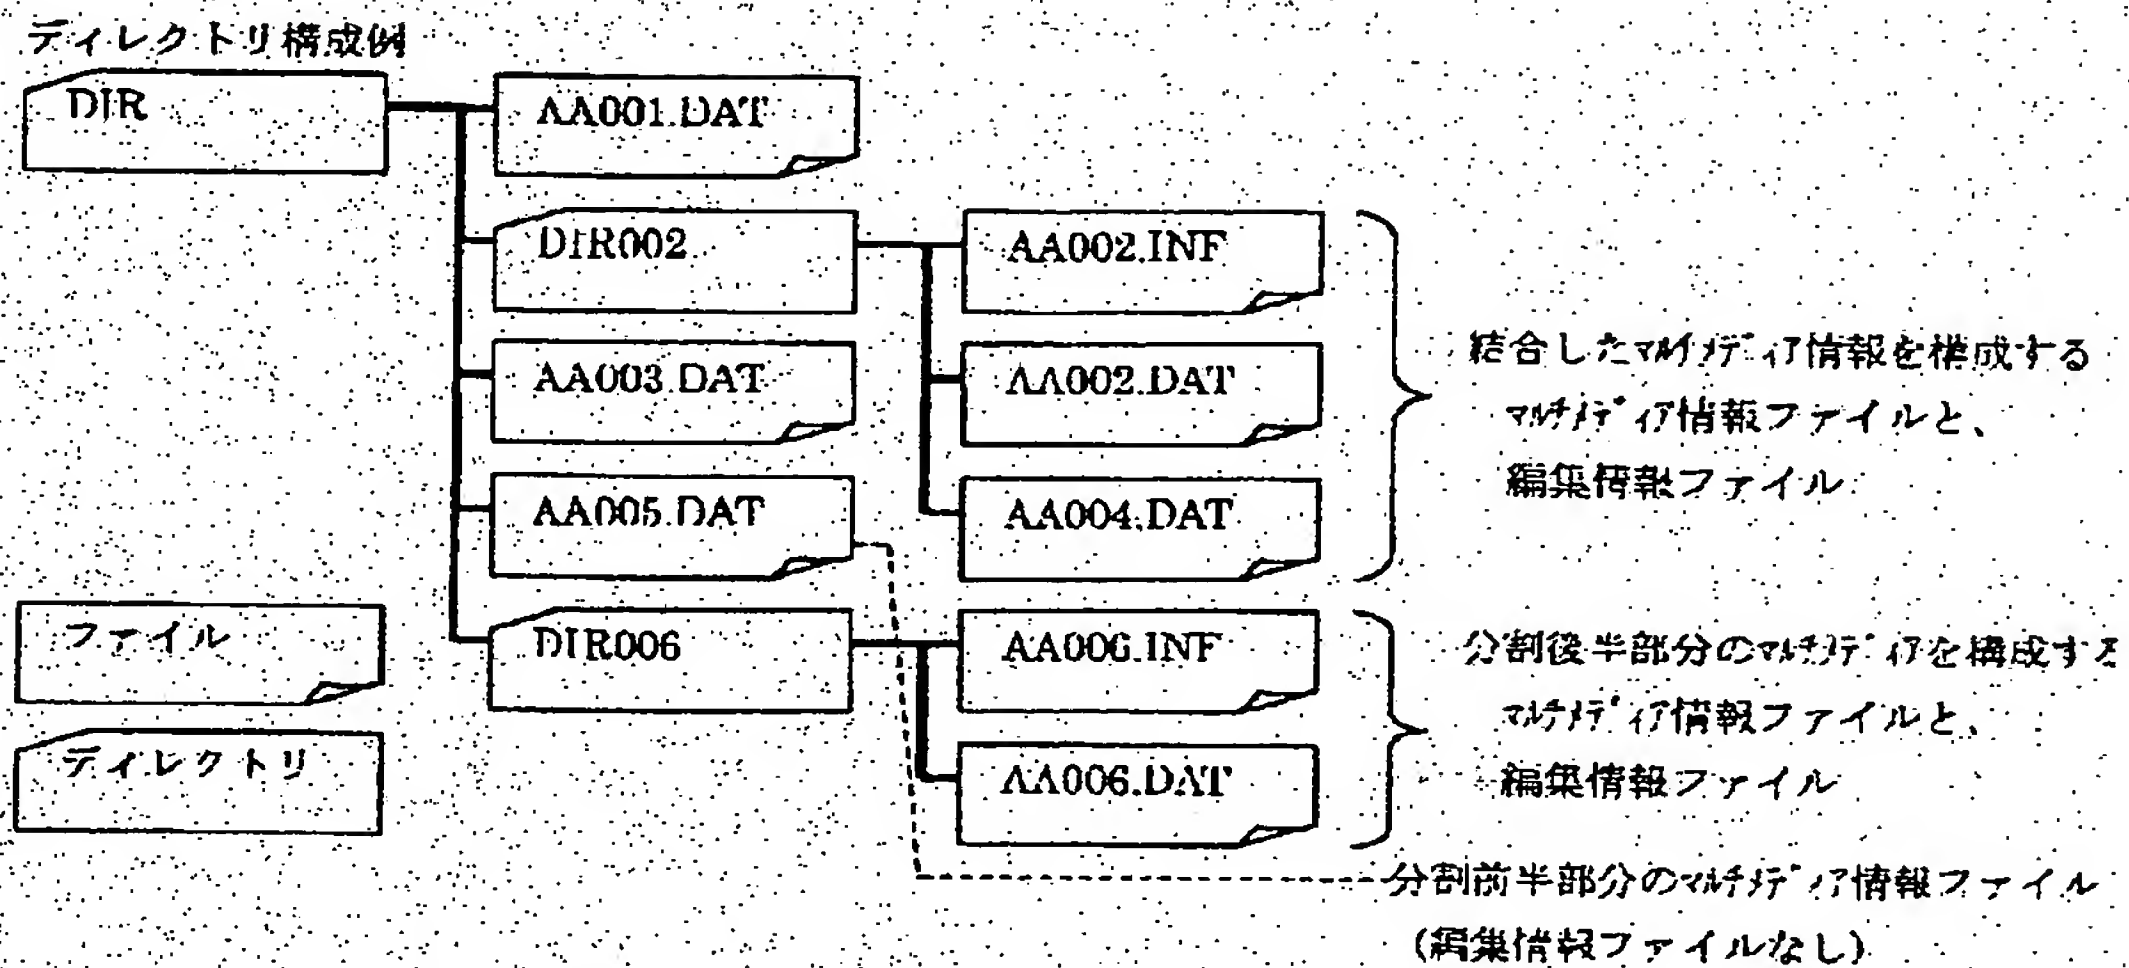 ディレクトリ構成例
DIR
AA001.DAT
DIR002
AA002.INF
AA003.DAT
AA002.DAT
AA005.DAT
AA004.DAT
結合したマルチメディア情報を構成する
マルチメディア情報ファイルと、
編集情報ファイル
ファイル
ディレクトリ
DIR006
AA006.INF
AA006.DAT
分割後半部分のマルチメディアを構成する
マルチメディア情報ファイルと、
編集情報ファイル
分割前半部分のマルチメディア情報ファイル
(編集情報ファイルなし)